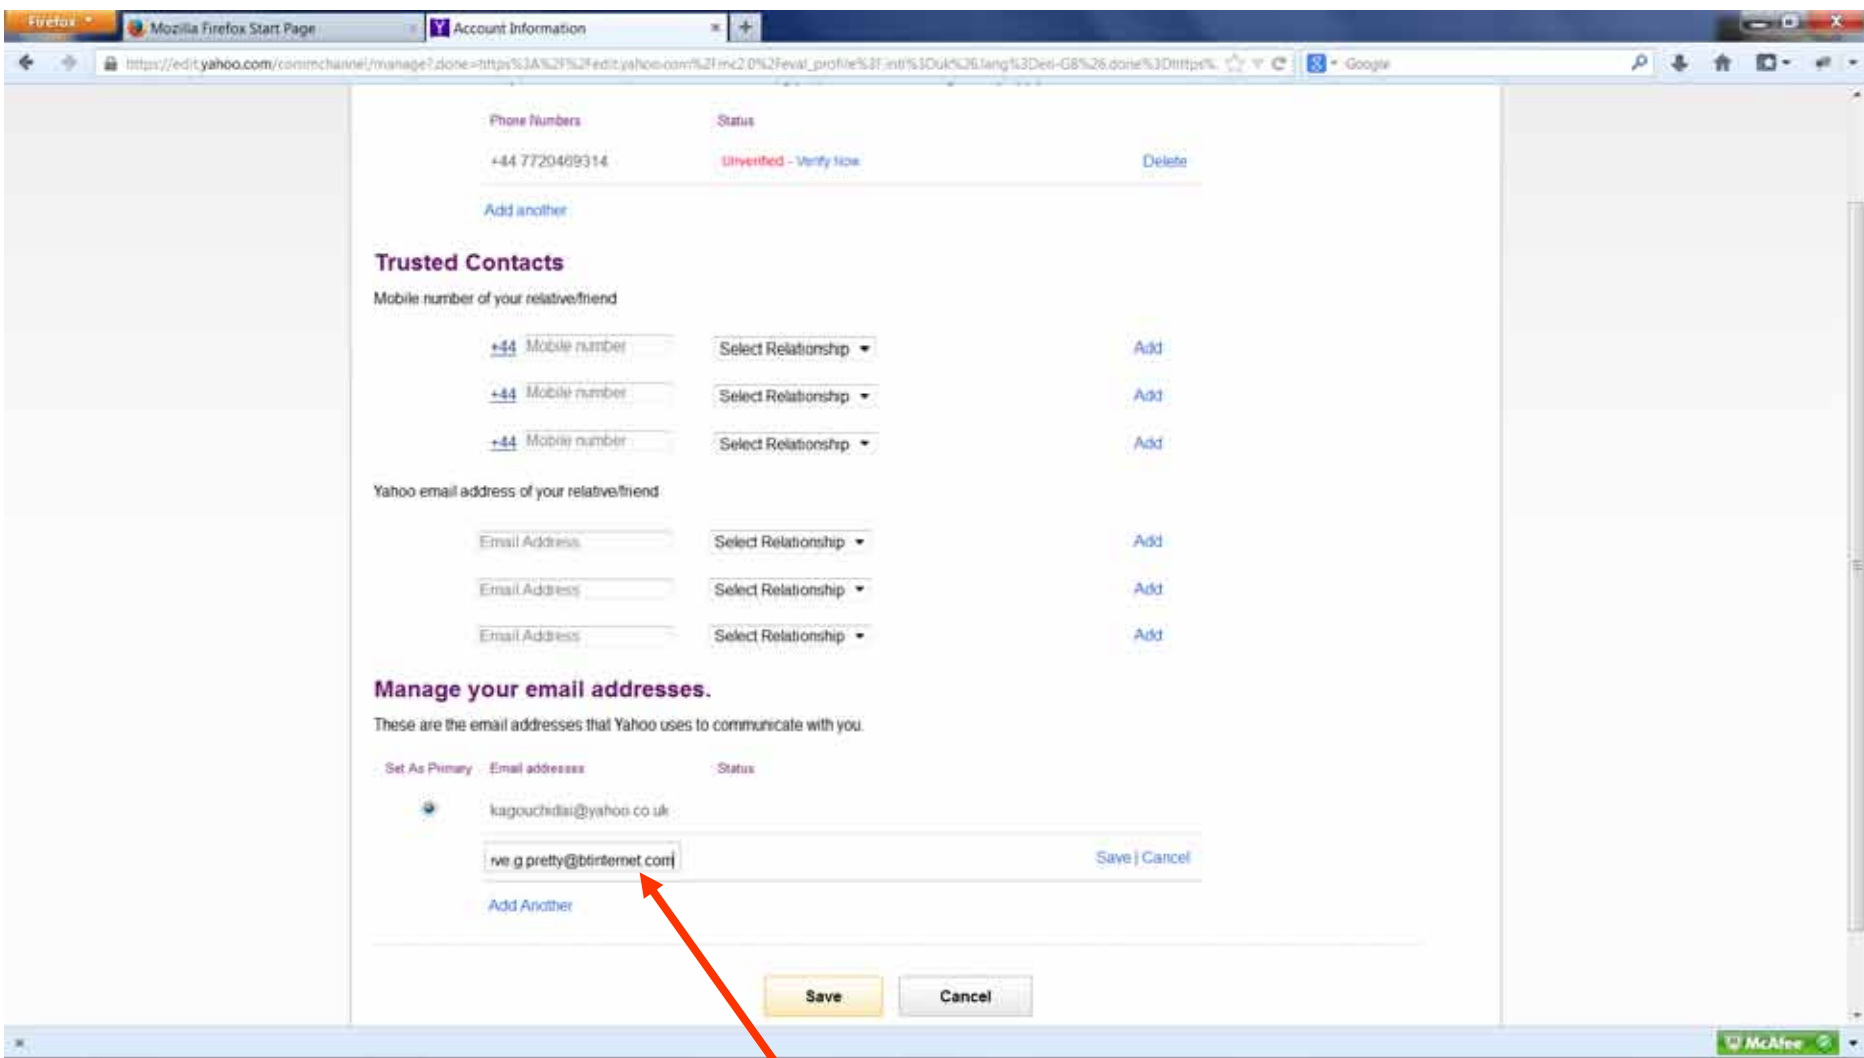 Firefox
Mozilla Firefox Start Page
Account Information
Google
Phone Numbers Status
+44 7720469314 Unverified - Verify Now Delete
Add another
Trusted Contacts
Mobile number of your relative/friend
+44 Mobile number Select Relationship Add
+44 Mobile number Select Relationship Add
+44 Mobile number Select Relationship Add
Yahoo email address of your relative/friend
Email Address Select Relationship Add
Email Address Select Relationship Add
Email Address Select Relationship Add
Manage your email addresses.
These are the email addresses that Yahoo uses to communicate with you.
Set As Primary Email addresses Status
kagouchidai@yahoo.co.uk
rve.g.pretty@btinternet.com Save | Cancel
Add Another
Save Cancel
McAfee